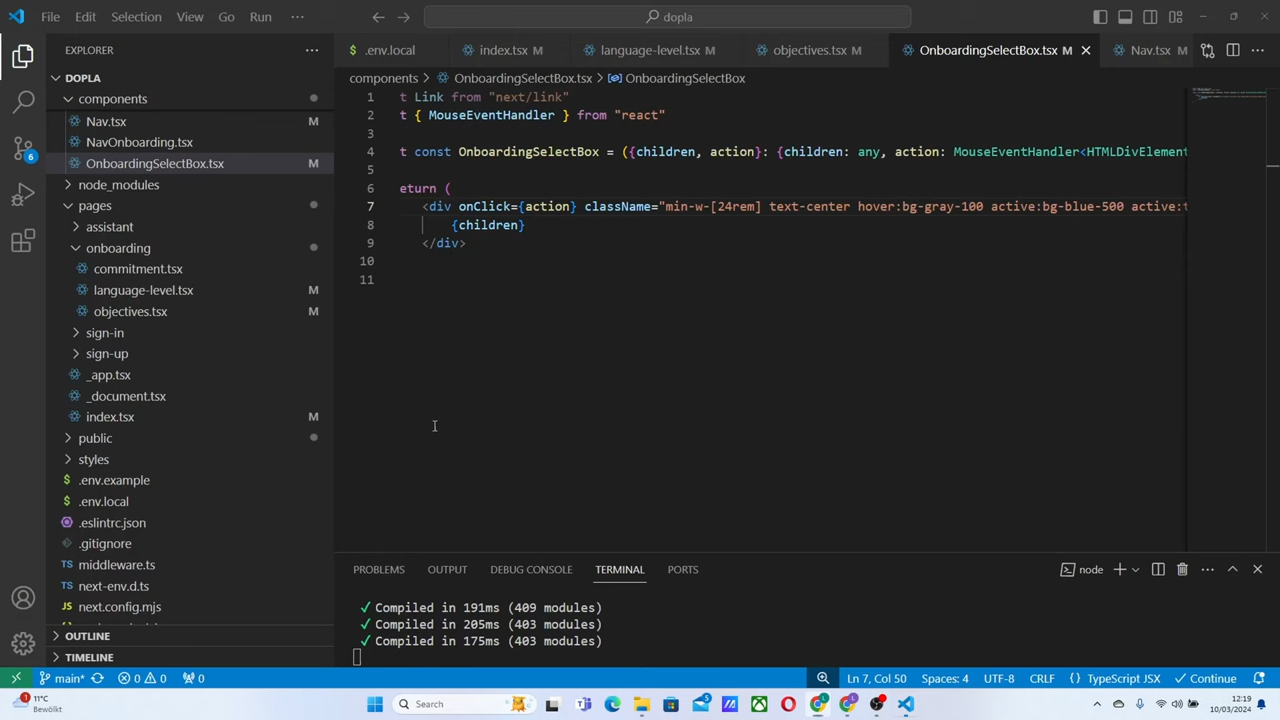 File Edit Selection View Go Run ··· dopla
EXPLORER ···
.env.local index.tsx M language-level.tsx M objectives.tsx M OnboardingSelectBox.tsx M Nav.tsx M ···
DOPLA
components
Nav.tsx M
NavOnboarding.tsx
OnboardingSelectBox.tsx M
node_modules
pages
assistant
onboarding
commitment.tsx
language-level.tsx M
objectives.tsx M
sign-in
sign-up
_app.tsx
_document.tsx
index.tsx M
public
styles
.env.example
.env.local
.eslintrc.json
.gitignore
TS middleware.ts
TS next-env.d.ts
JS next.config.mjs
OUTLINE
TIMELINE
components > OnboardingSelectBox.tsx > OnboardingSelectBox
1 t Link from "next/link"
2 t { MouseEventHandler } from "react"
3
4 t const OnboardingSelectBox = ({children, action}: {children: any, action: MouseEventHandler<HTMLDivElement
5
6 eturn (
7 <div onClick={action} className="min-w-[24rem] text-center hover:bg-gray-100 active:bg-blue-500 active:t
8 {children}
9 </div>
10
11
PROBLEMS OUTPUT DEBUG CONSOLE TERMINAL PORTS node ···
✓ Compiled in 191ms (409 modules)
✓ Compiled in 205ms (403 modules)
✓ Compiled in 175ms (403 modules)
6
main* 0 0 0 Ln 7, Col 50 Spaces: 4 UTF-8 CRLF {} TypeScript JSX Continue
1 11°C
Bewölkt
Search
12:19
10/03/2024